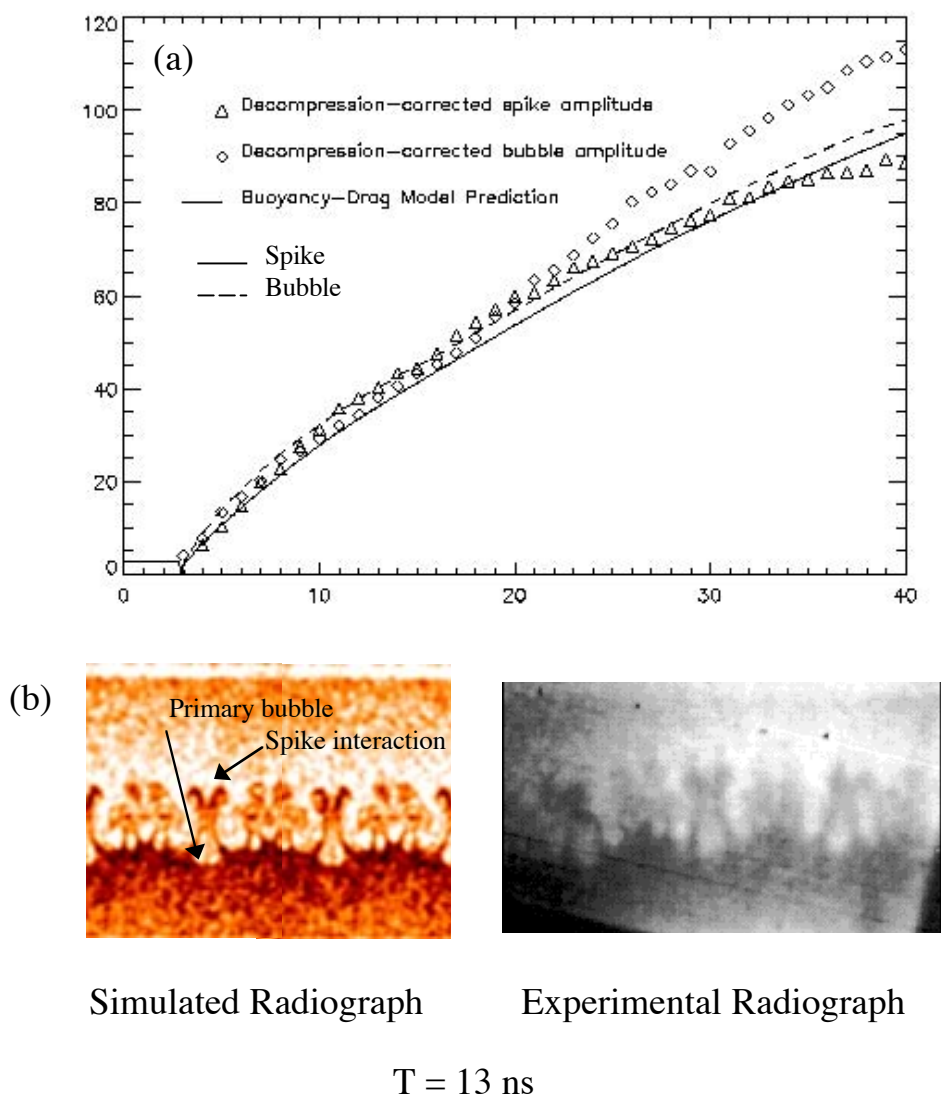 (a)
120
100
80
60
40
20
0
Decompression-corrected spike amplitude
Decompression-corrected bubble amplitude
Buoyancy-Drag Model Prediction
Spike
Bubble
0 10 20 30 40
(b)
Primary bubble
Spike interaction
Simulated Radiograph
Experimental Radiograph
T = 13 ns